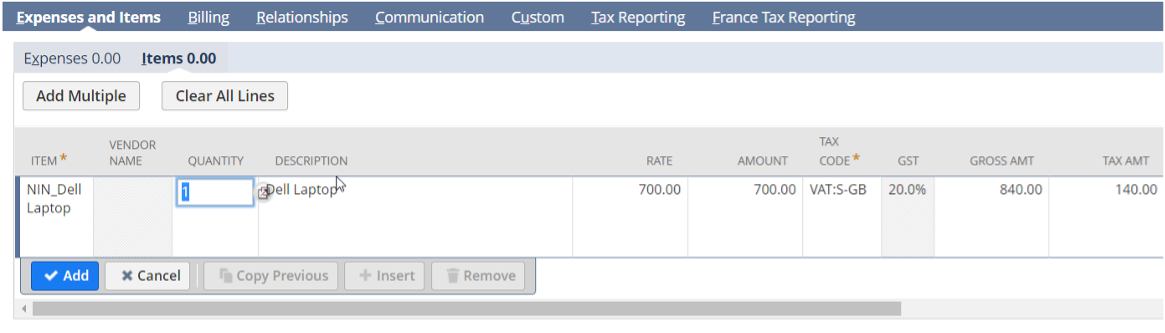 Expenses and Items Billing Relationships Communication Custom Tax Reporting France Tax Reporting
Expenses 0.00 Items 0.00
Add Multiple Clear All Lines
ITEM* VENDOR NAME QUANTITY DESCRIPTION RATE AMOUNT TAX CODE* GST GROSS AMT TAX AMT
NIN_Dell Laptop 1 Dell Laptop 700.00 700.00 VAT:S-GB 20.0% 840.00 140.00
Add Cancel Copy Previous Insert Remove